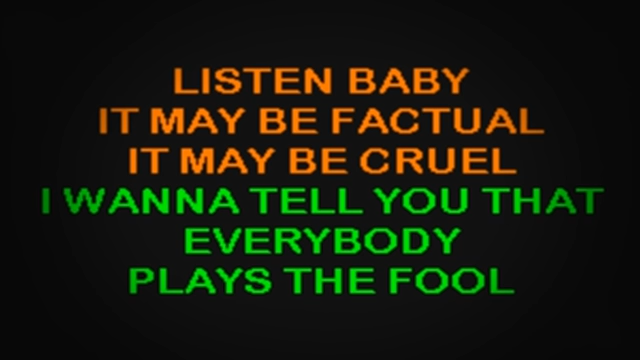 LISTEN BABY
IT MAY BE FACTUAL
IT MAY BE CRUEL
I WANNA TELL YOU THAT
EVERYBODY
PLAYS THE FOOL